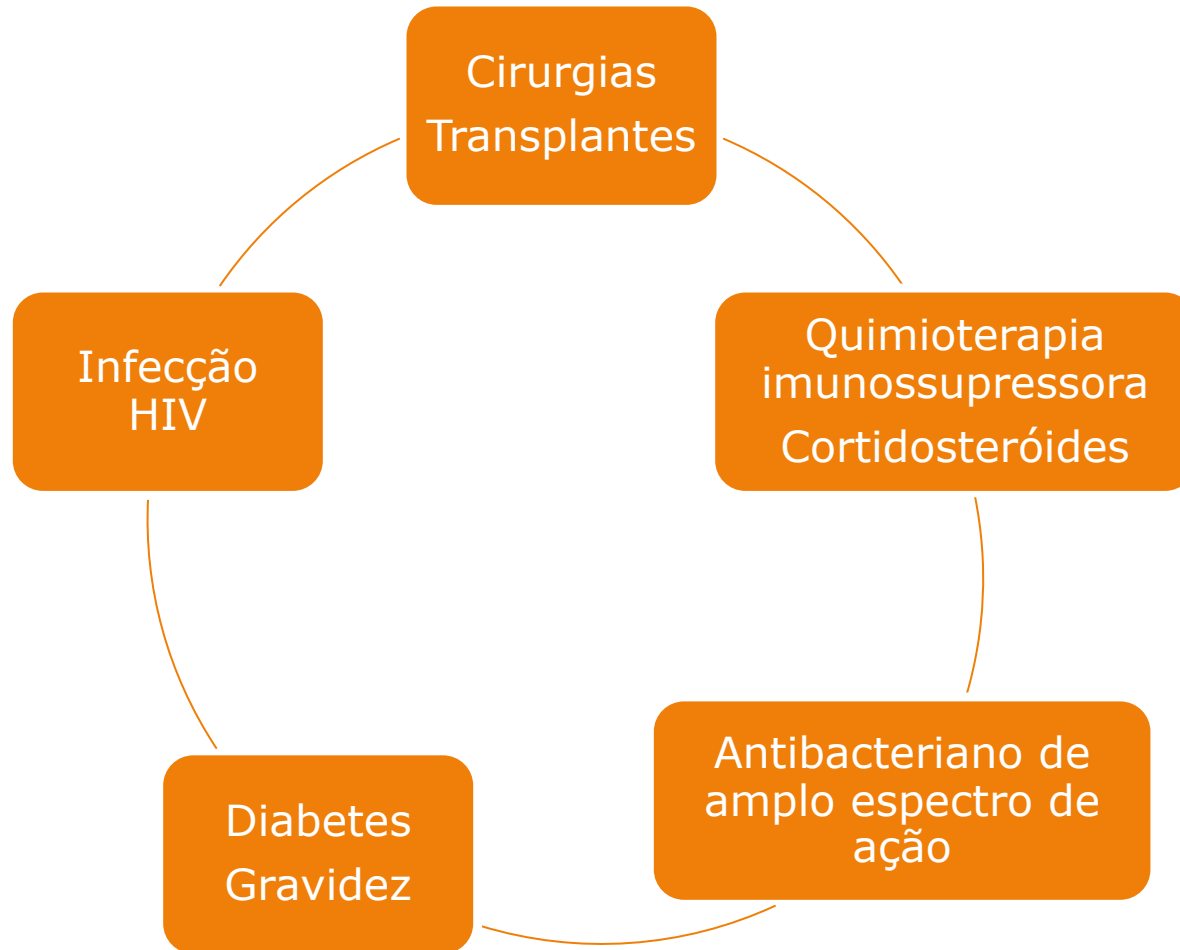 Cirurgias
Transplantes
Quimioterapia
imunossupressora
Cortidosteróides
Antibacteriano de
amplo espectro de
ação
Diabetes
Gravidez
Infecção
HIV